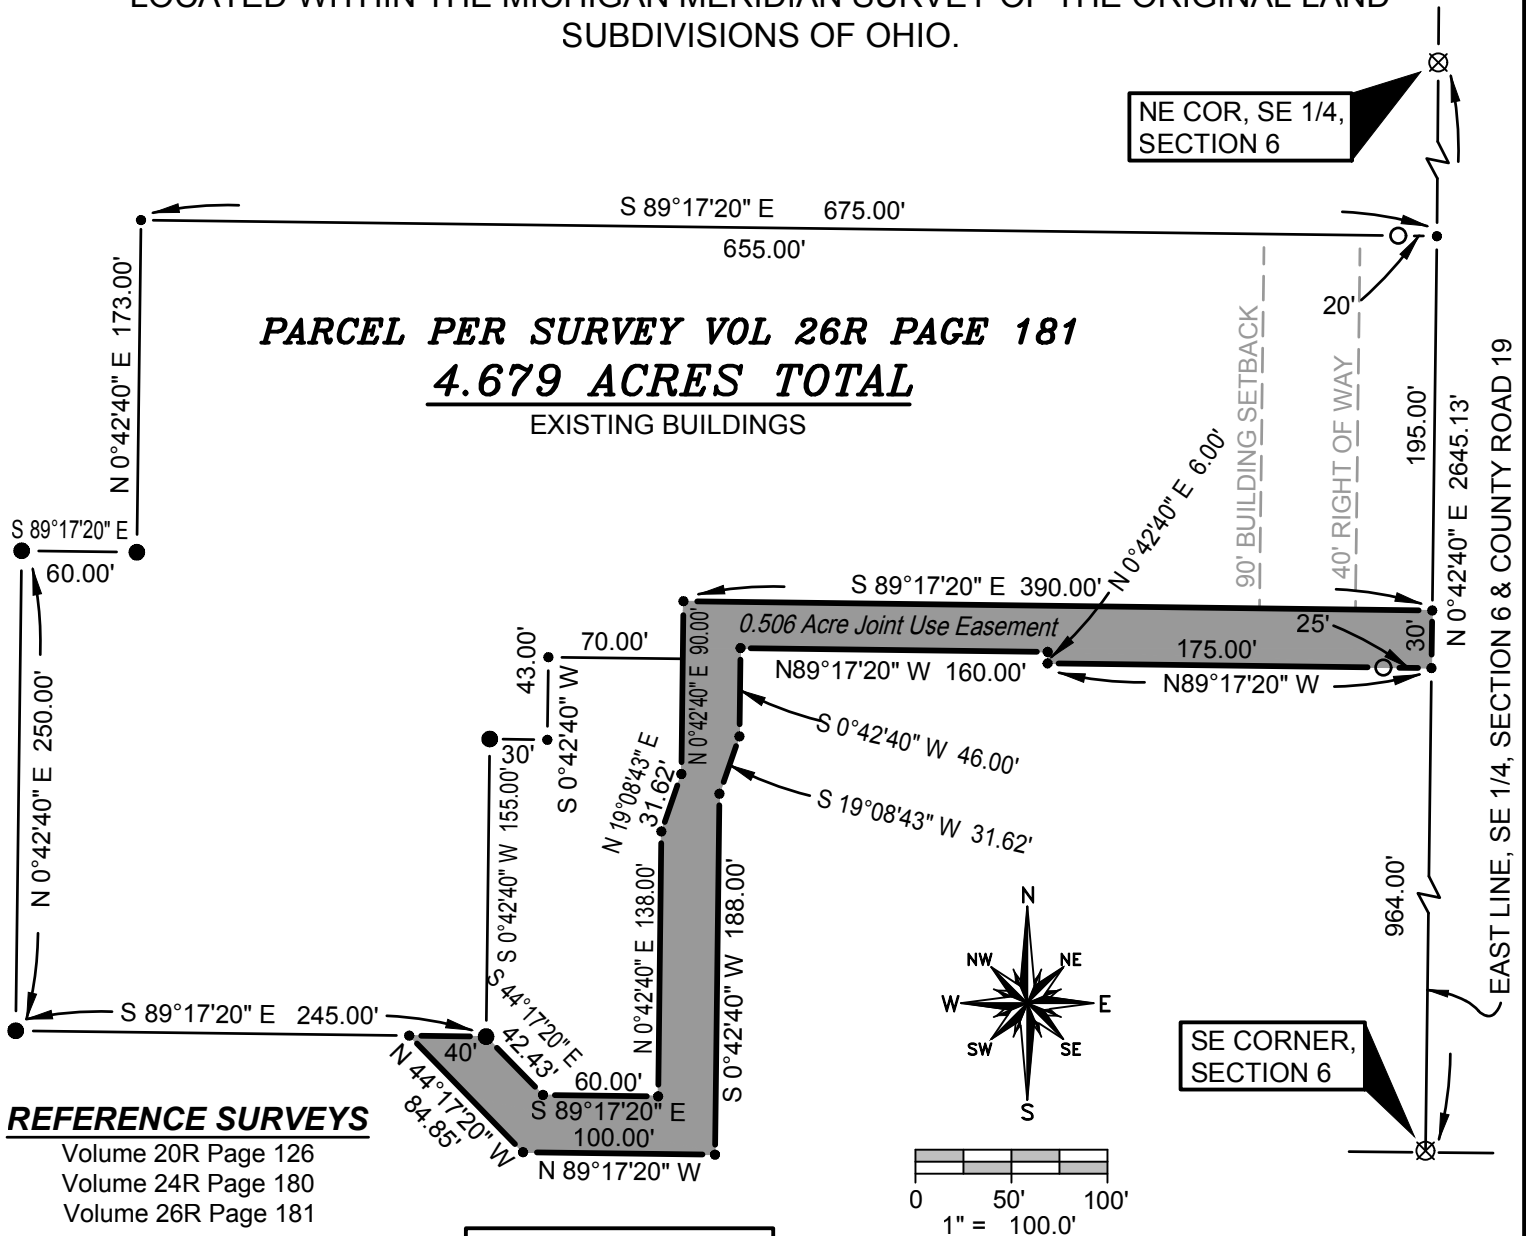 LOCATED WITHIN THE MICHIGAN MERIDIAN SURVEY OF THE ORIGINAL LAND
SUBDIVISIONS OF OHIO.
NE COR, SE 1/4,
SECTION 6
S 89°17'20" E 675.00'
655.00'
20'
N 0°42'40" E 173.00'
PARCEL PER SURVEY VOL 26R PAGE 181
4.679 ACRES TOTAL
EXISTING BUILDINGS
90' BUILDING SETBACK
40' RIGHT OF WAY
195.00'
N 0°42'40" E 2645.13'
EAST LINE, SE 1/4, SECTION 6 & COUNTY ROAD 19
N 0°42'40" E 6.00'
S 89°17'20" E
60.00'
S 89°17'20" E 390.00'
0.506 Acre Joint Use Easement
25'
30'
175.00'
N89°17'20" W
N89°17'20" W 160.00'
70.00'
43.00'
S 0°42'40" W
30'
N 0°42'40" E 90.00'
S 0°42'40" W 46.00'
N 19°08'43" E
31.62'
S 19°08'43" W 31.62'
N 0°42'40" E 250.00'
S 0°42'40" W 155.00'
N 0°42'40" E 138.00'
S 0°42'40" W 188.00'
964.00'
N
NW
NE
W
E
SW
SE
S
S 89°17'20" E 245.00'
40'
S 44°17'20" E
42.43'
60.00'
S 89°17'20" E
100.00'
N 89°17'20" W
N 44°17'20" W
84.85'
SE CORNER,
SECTION 6
REFERENCE SURVEYS
Volume 20R Page 126
Volume 24R Page 180
Volume 26R Page 181
0 50' 100'
1" = 100.0'